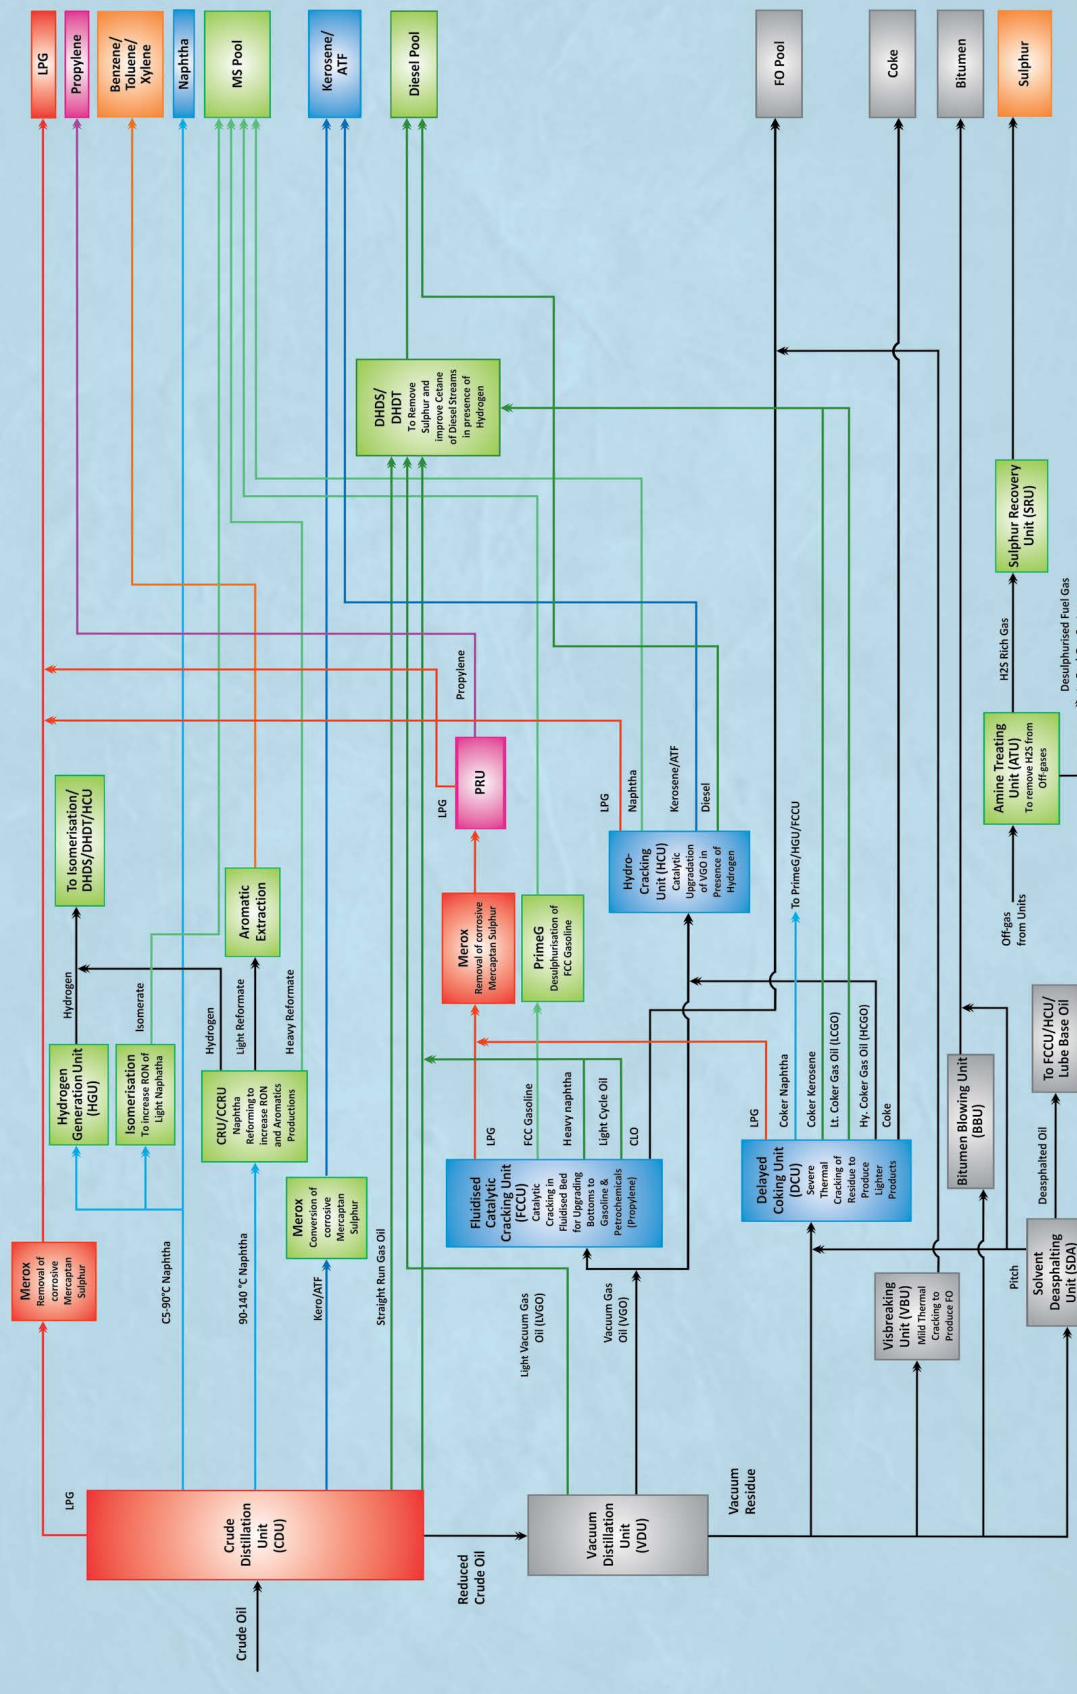 LPG
Propylene
Benzene/
Toluene/
Xylene
Naphtha
MS Pool
Kerosene/
ATF
Diesel Pool
FO Pool
Coke
Bitumen
Sulphur
DHDS/
DHDT
To Remove
Sulphur and
improve Cetane
of Diesel Streams
in presence of
Hydrogen
Sulphur Recovery
Unit (SRU)
H2S Rich Gas
Desulphurised Fuel Gas
Amine Treating
Unit (ATU)
To remove H2S from
Off-gases
Off-gas
from Units
To Isomerisation/
DHDS/DHDT/HCU
Hydrogen
Isomerate
Hydrogen
Light Reformate
Heavy Reformate
Aromatic
Extraction
Propylene
LPG
PRU
Merox
Removal of corrosive
Mercaptan Sulphur
PrimeG
Desulphurisation of
FCC Gasoline
LPG
Naphtha
Kerosene/ATF
Diesel
Hydro-
Cracking
Unit (HCU)
Catalytic
Upgradation
of VGO in
Presence of
Hydrogen
To PrimeG/HGU/FCCU
Hydrogen
Generation Unit
(HGU)
Isomerisation
To increase RON of
Light Naphatha
CRU/CCRU
Naphtha
Reforming to
increase RON
and Aromatics
Productions
LPG
FCC Gasoline
Heavy naphtha
Light Cycle Oil
CLO
LPG
Coker Naphtha
Coker Kerosene
Lt. Coker Gas Oil (LCGO)
Hy. Coker Gas Oil (HCGO)
Coke
Bitumen Blowing Unit
(BBU)
To FCCU/HCU/
Lube Base Oil
Deasphalted Oil
Merox
Removal of
corrosive
Mercaptan
Sulphur
C5-90°C Naphtha
90-140 °C Naphtha
Merox
Conversion of
corrosive
Mercaptan
Sulphur
Kero/ATF
Straight Run Gas Oil
Fluidised
Catalytic
Cracking Unit
(FCCU)
Catalytic
Cracking in
Fluidised Bed
for Upgrading
Bottoms to
Gasoline &
Petrochemicals
(Propylene)
Light Vacuum Gas
Oil (LVGO)
Vacuum Gas
Oil (VGO)
Delayed
Coking Unit
(DCU)
Severe
Thermal
Cracking of
Residue to
Produce
Lighter
Products
Visbreaking
Unit (VBU)
Mild Thermal
Cracking to
Produce FO
Pitch
Solvent
Deasphalting
Unit (SDA)
LPG
Crude
Distillation
Unit
(CDU)
Crude Oil
Reduced
Crude Oil
Vacuum
Distillation
Unit
(VDU)
Vacuum
Residue